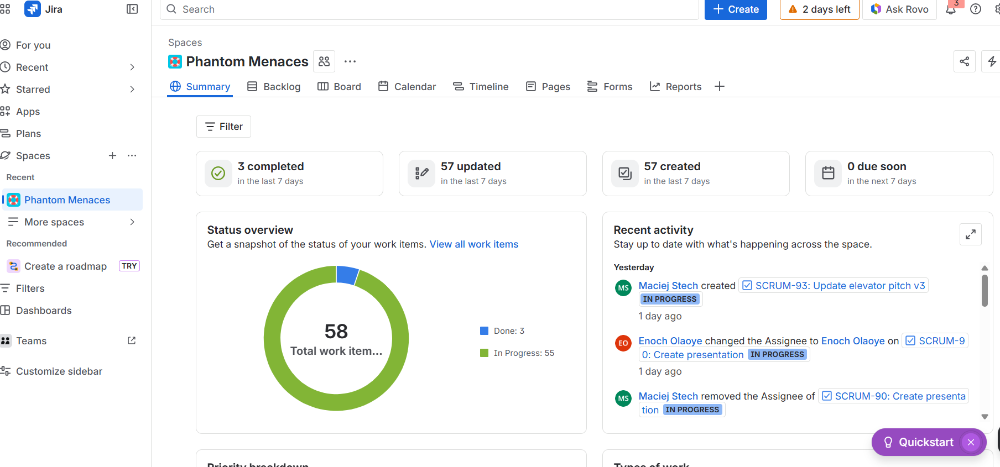 Jira
Search
Create
2 days left
Ask Rovo
3
For you
Recent
Starred
Apps
Plans
Spaces
Recent
Phantom Menaces
More spaces
Recommended
Create a roadmap TRY
Filters
Dashboards
Teams
Customize sidebar
Spaces
Phantom Menaces
Summary Backlog Board Calendar Timeline Pages Forms Reports
Filter
3 completed
in the last 7 days
57 updated
in the last 7 days
57 created
in the last 7 days
0 due soon
in the next 7 days
Status overview
Get a snapshot of the status of your work items. View all work items
58
Total work item...
Done: 3
In Progress: 55
Recent activity
Stay up to date with what's happening across the space.
Yesterday
MS Maciej Stech created SCRUM-93: Update elevator pitch v3
IN PROGRESS
1 day ago
EO Enoch Olaoye changed the Assignee to Enoch Olaoye on SCRUM-9
0: Create presentation IN PROGRESS
1 day ago
MS Maciej Stech removed the Assignee of SCRUM-90: Create presenta
tion IN PROGRESS
Quickstart
Priority breakdown
Types of work